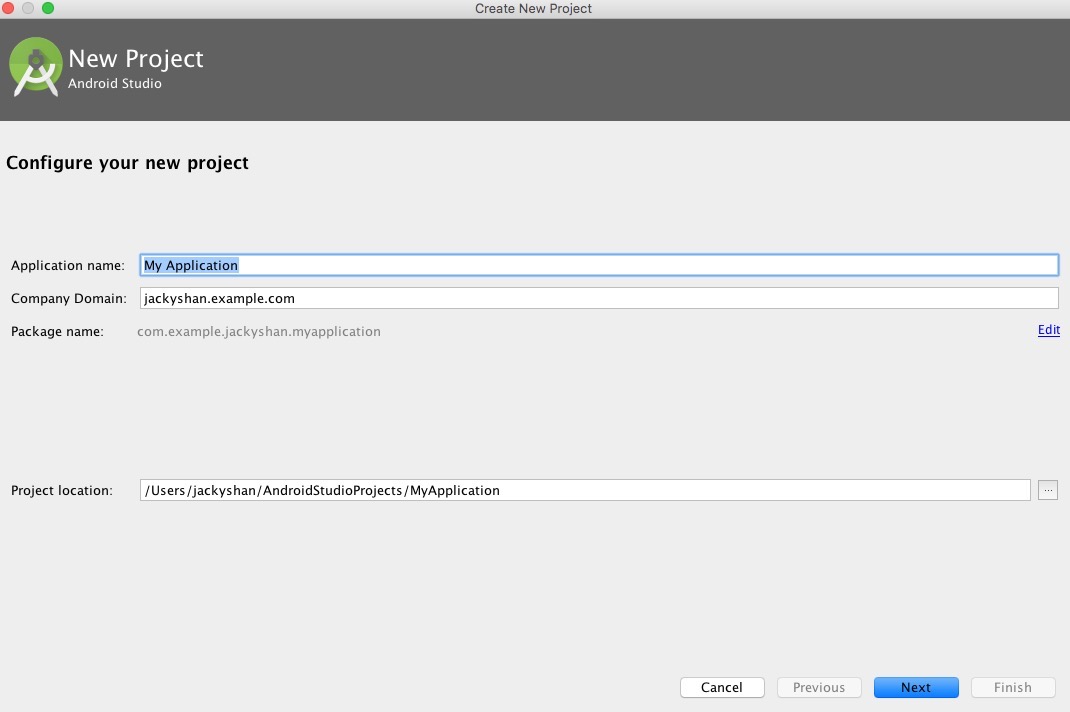 Create New Project
New Project
Android Studio
Configure your new project
Application name: My Application
Company Domain: jackyshan.example.com
Package name: com.example.jackyshan.myapplication Edit
Project location: /Users/jackyshan/AndroidStudioProjects/MyApplication ...
Cancel Previous Next Finish